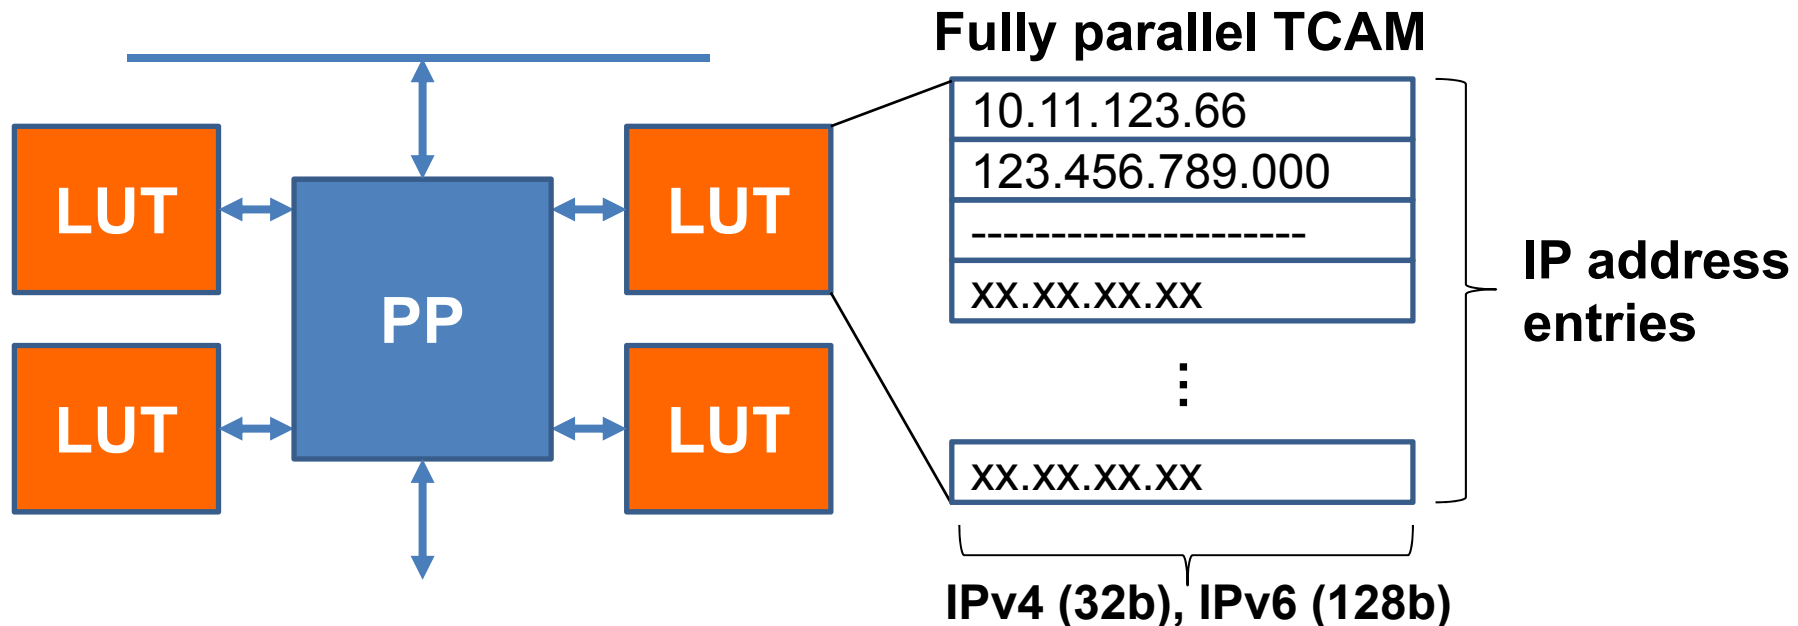 Fully parallel TCAM
10.11.123.66
123.456.789.000
---------------------
xx.xx.xx.xx
⋮
xx.xx.xx.xx
IP address
entries
IPv4 (32b), IPv6 (128b)
LUT
LUT
PP
LUT
LUT